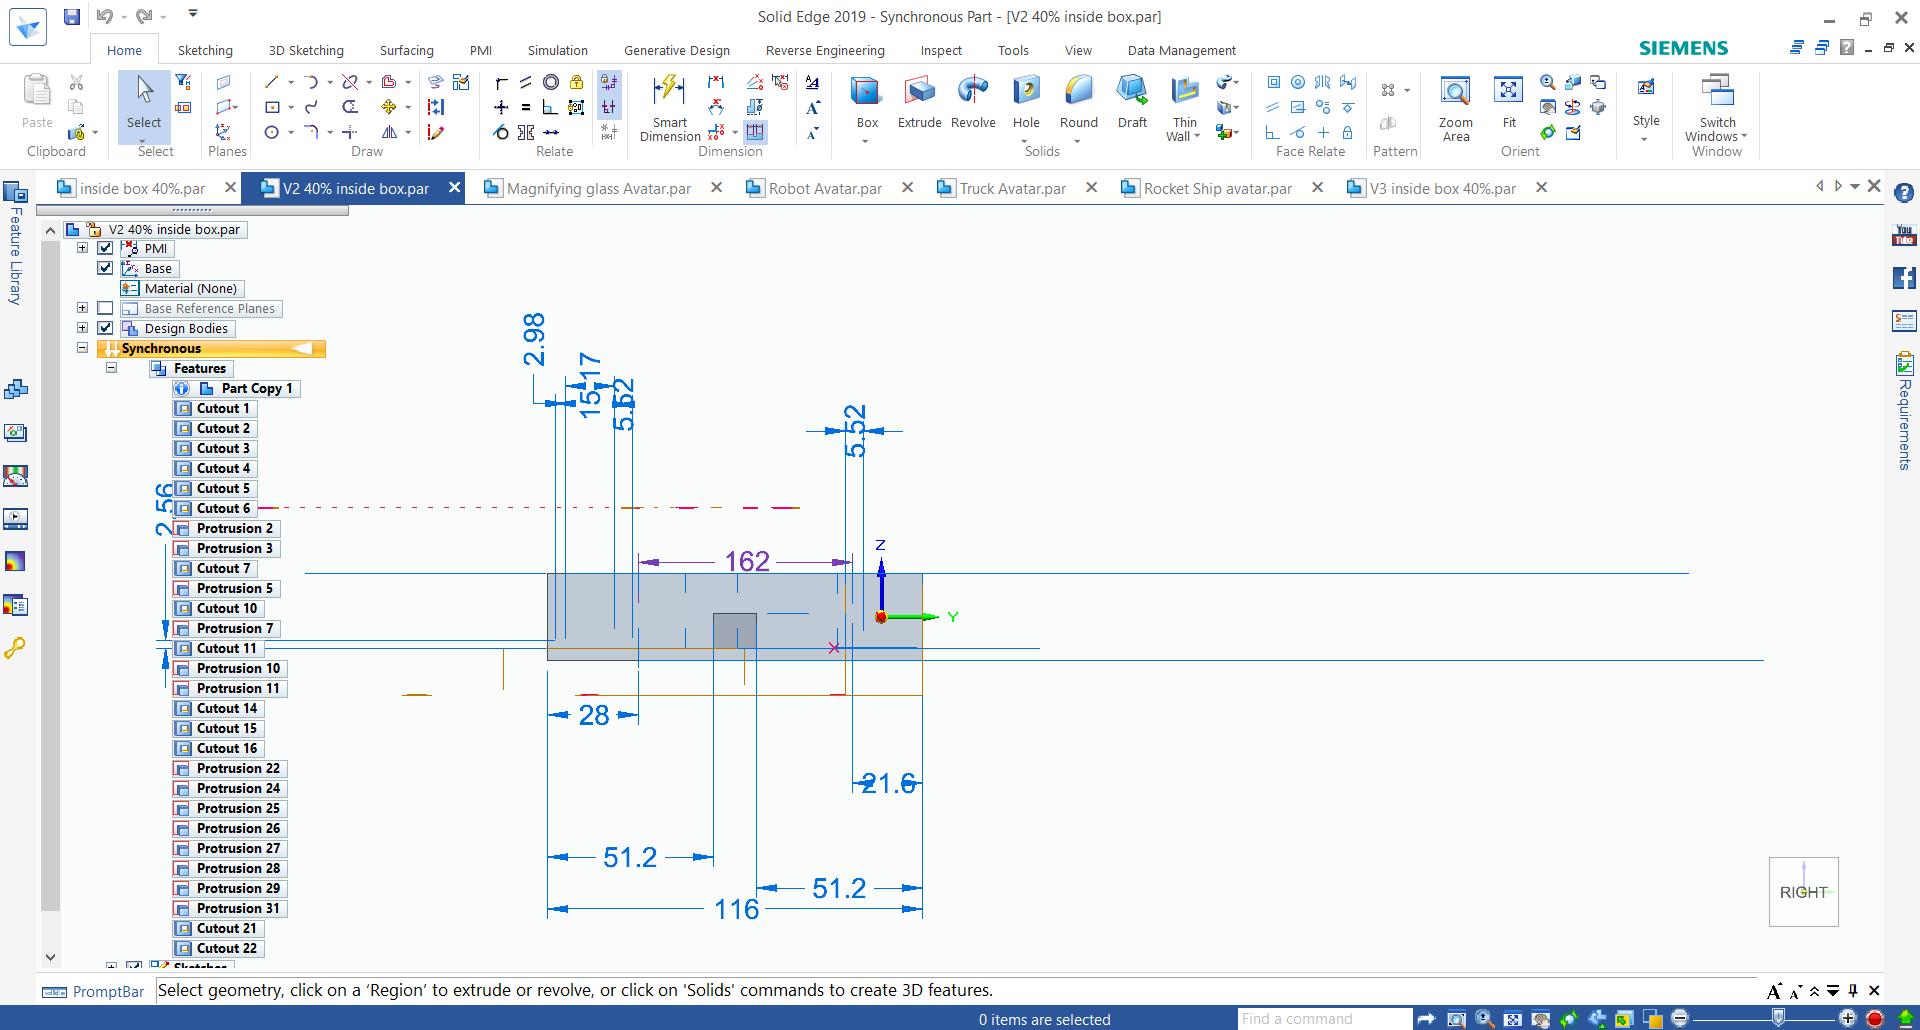 Solid Edge 2019 - Synchronous Part - [V2 40% inside box.par]
Home Sketching 3D Sketching Surfacing PMI Simulation Generative Design Reverse Engineering Inspect Tools View Data Management
SIEMENS
Paste
Clipboard
Select
Select
Planes
Draw
Relate
Smart Dimension
Dimension
Box Extrude Revolve Hole Round Draft Thin Wall
Solids
Face Relate
Pattern
Zoom Area
Fit
Orient
Style
Switch Windows
Window
inside box 40%.par
V2 40% inside box.par
Magnifying glass Avatar.par
Robot Avatar.par
Truck Avatar.par
Rocket Ship avatar.par
V3 inside box 40%.par
Feature Library
You Tube
Requirements
V2 40% inside box.par
PMI
Base
Material (None)
Base Reference Planes
Design Bodies
Synchronous
Features
Part Copy 1
Cutout 1
Cutout 2
Cutout 3
Cutout 4
Cutout 5
Cutout 6
Protrusion 2
Protrusion 3
Cutout 7
Protrusion 5
Cutout 10
Protrusion 7
Cutout 11
Protrusion 10
Protrusion 11
Cutout 14
Cutout 15
Cutout 16
Protrusion 22
Protrusion 24
Protrusion 25
Protrusion 26
Protrusion 27
Protrusion 28
Protrusion 29
Protrusion 31
Cutout 21
Cutout 22
Sketches
2.98
15.17
5.52
5.52
2.56
162
Z
Y
28
21.6
51.2
51.2
116
RIGHT
PromptBar
Select geometry, click on a ‘Region’ to extrude or revolve, or click on 'Solids' commands to create 3D features.
0 items are selected
Find a command